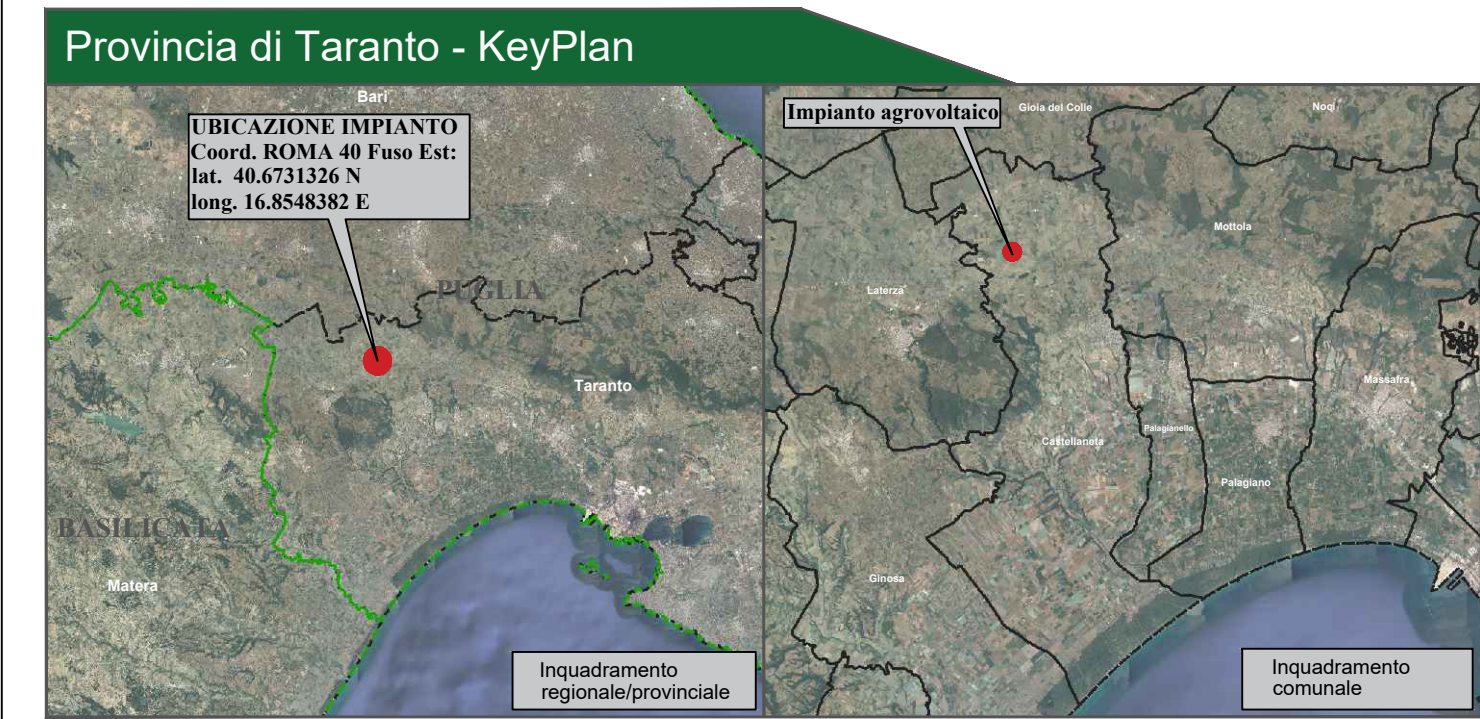 Provincia di Taranto - KeyPlan
Bari
UBICAZIONE IMPIANTO
Coord. ROMA 40 Fuso Est:
lat. 40.6731326 N
long. 16.8548382 E
PUGLIA
Taranto
BASILICATA
Matera
Inquadramento
regionale/provinciale
Impianto agrovoltaico
Gioia del Colle
Noci
Mottola
Laterza
Massafra
Castellaneta
Palagianello
Palagiano
Ginosa
Inquadramento
comunale